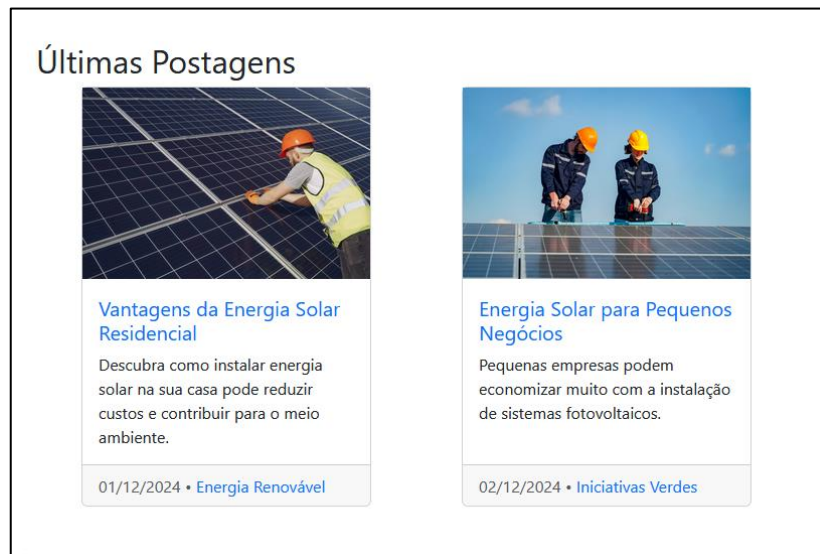 Últimas Postagens
Vantagens da Energia Solar
Residencial
Descubra como instalar energia
solar na sua casa pode reduzir
custos e contribuir para o meio
ambiente.
01/12/2024 • Energia Renovável
Energia Solar para Pequenos
Negócios
Pequenas empresas podem
economizar muito com a instalação
de sistemas fotovoltaicos.
02/12/2024 • Iniciativas Verdes